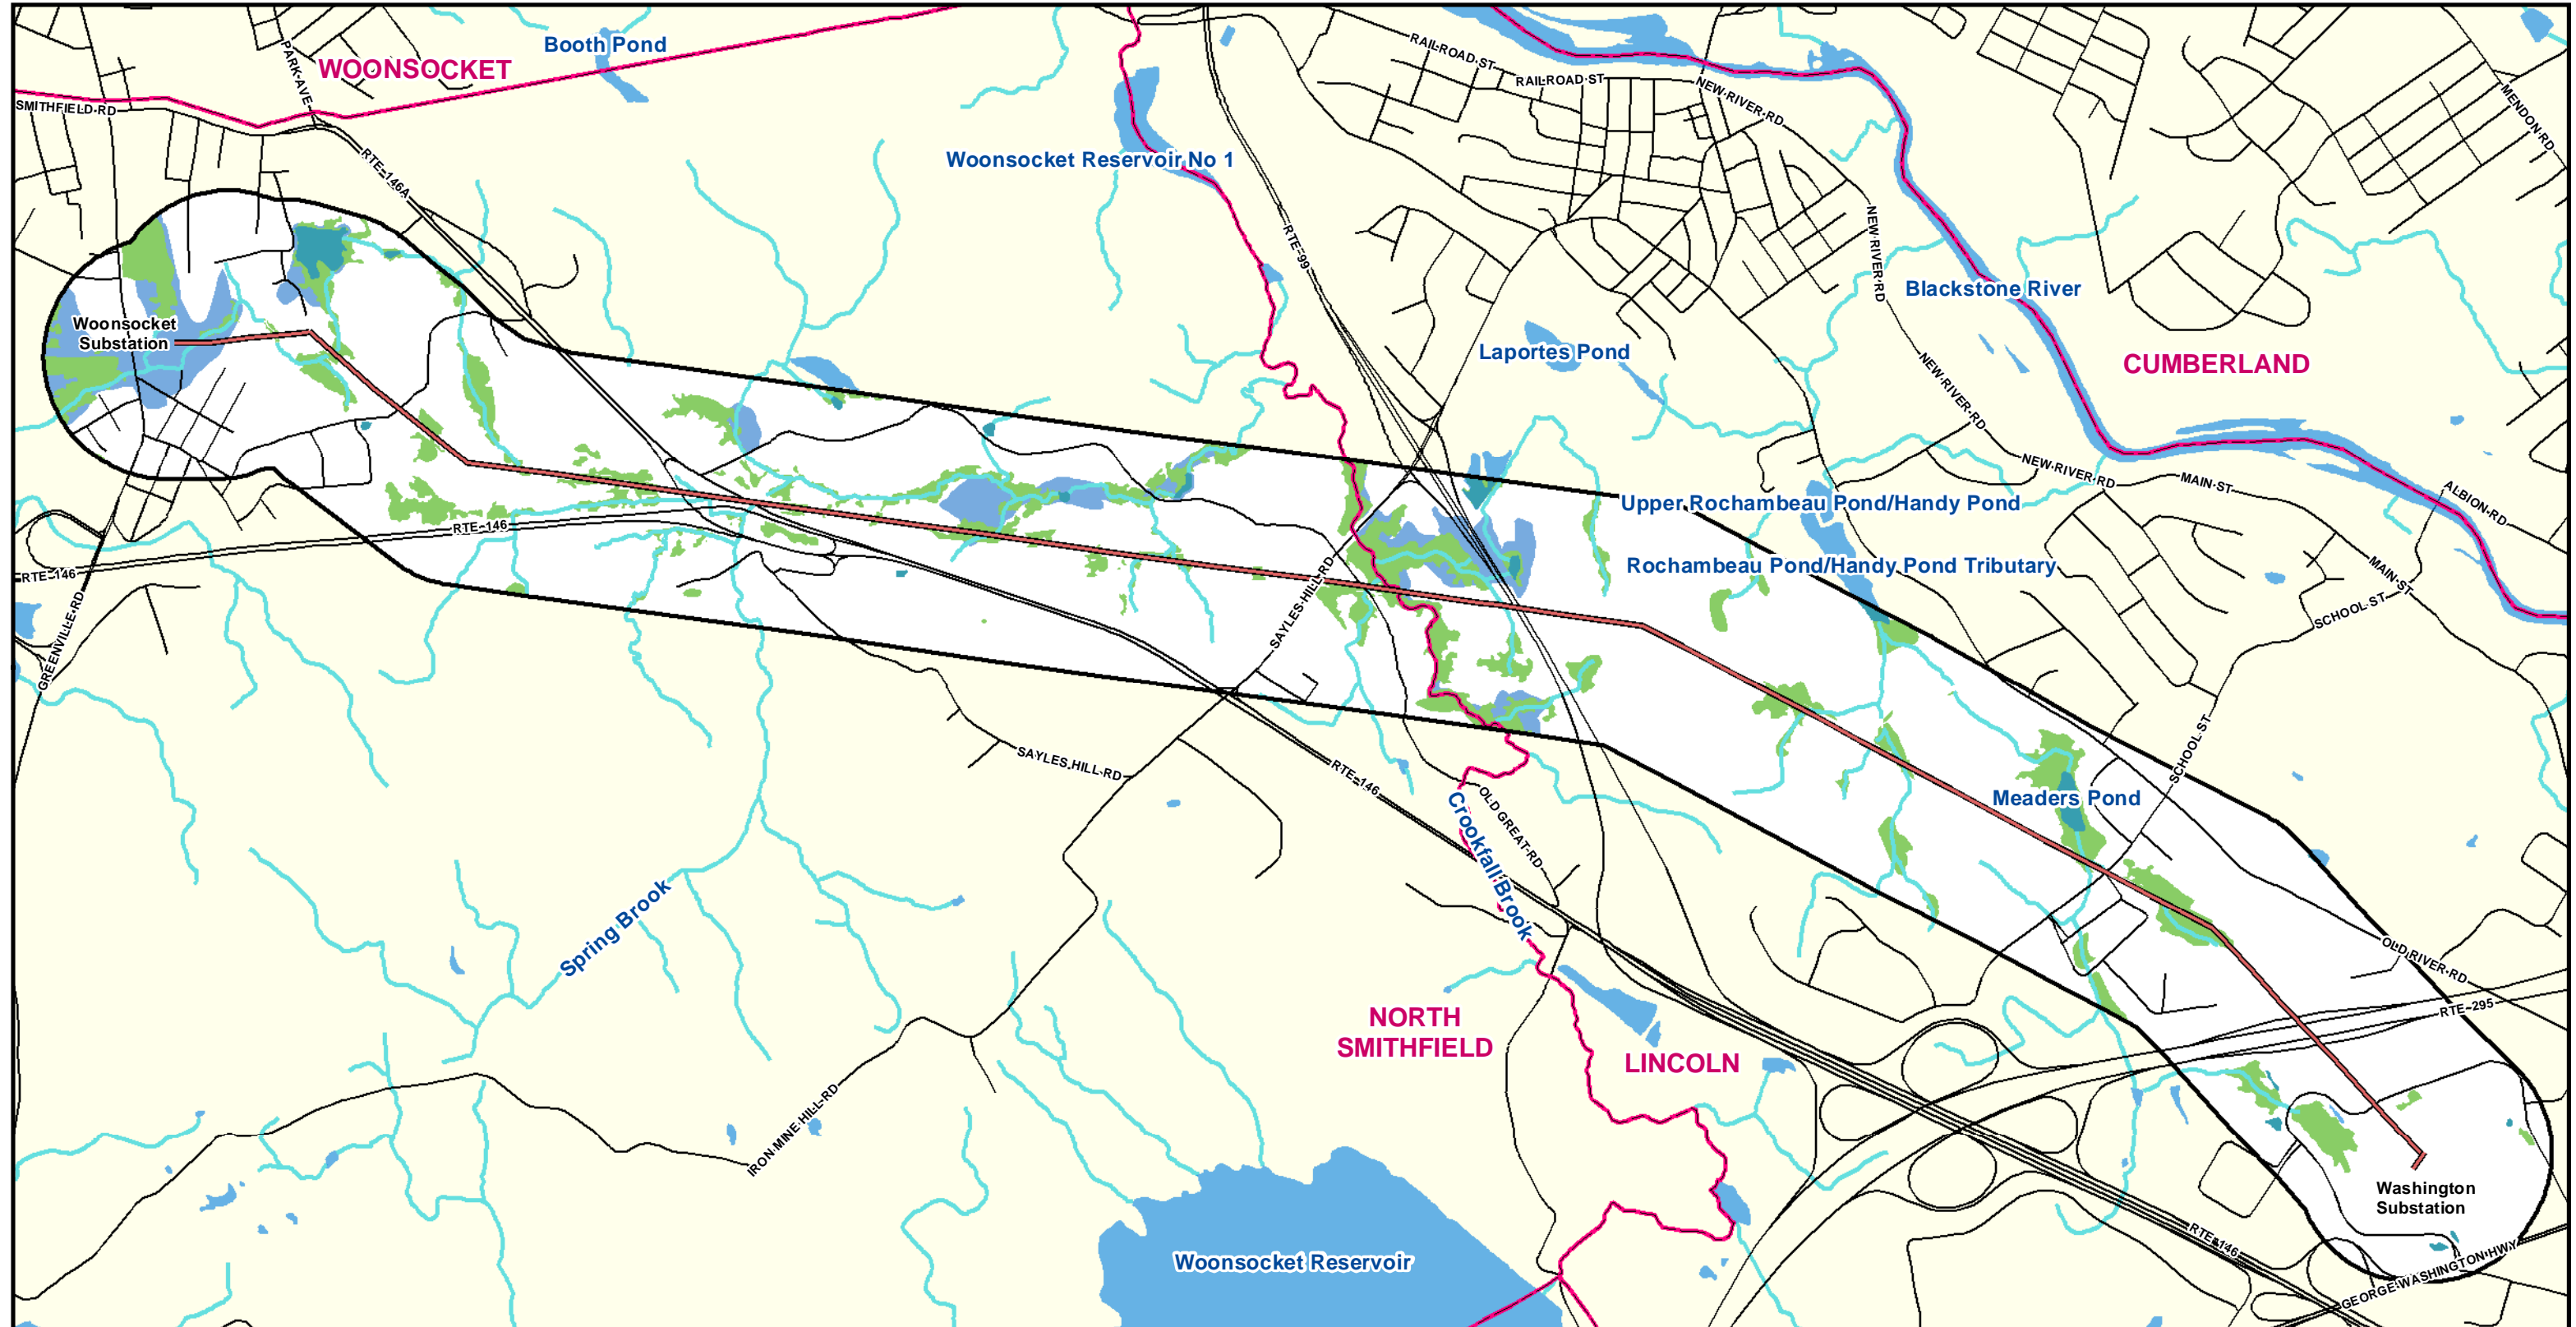 Booth Pond
WOONSOCKET
PARK AVE
SMITHFIELD RD
RTE 146A
RAILROAD ST
RAILROAD ST
NEW RIVER RD
MENDON RD
Woonsocket Reservoir No 1
RTE 99
NEW RIVER RD
Blackstone River
Woonsocket
Substation
Laportes Pond
CUMBERLAND
NEW RIVER RD
NEW RIVER RD
MAIN ST
ALBION RD
Upper Rochambeau Pond/Handy Pond
RTE 146
Rochambeau Pond/Handy Pond Tributary
RTE 146
MAIN ST
SCHOOL ST
SAYLES HILL RD
GREENVILLE RD
SCHOOL ST
SAYLES HILL RD
RTE 146
Meaders Pond
OLD GREAT RD
Crookfall Brook
Spring Brook
OLD RIVER RD
RTE 295
NORTH
SMITHFIELD
LINCOLN
IRON MINE HILL RD
Washington
Substation
RTE 146
Woonsocket Reservoir
GEORGE WASHINGTON HWY